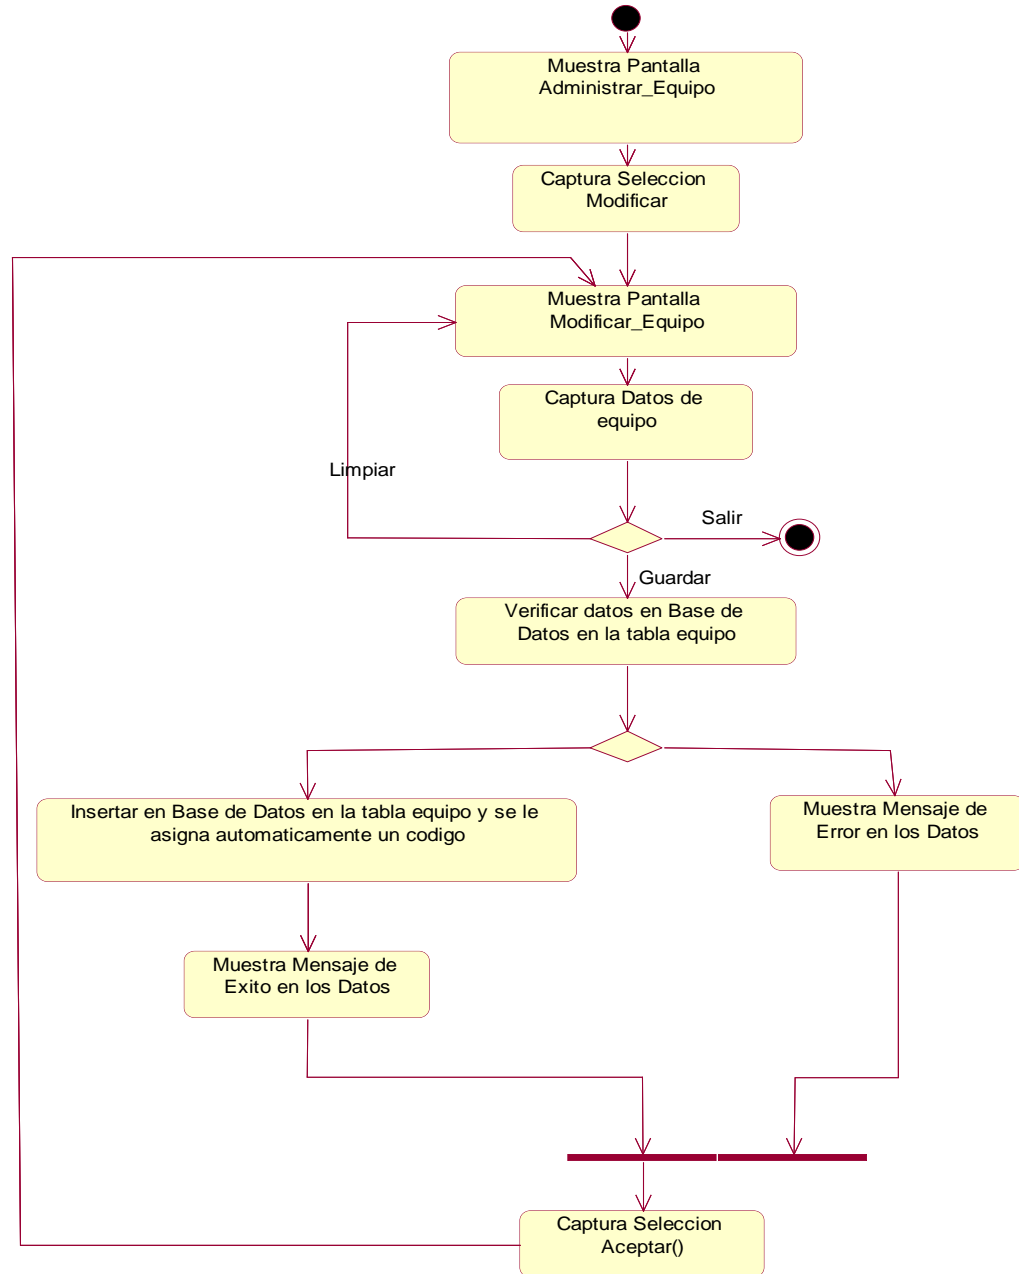 Muestra Pantalla
Administrar_Equipo
Captura Seleccion
Modificar
Muestra Pantalla
Modificar_Equipo
Captura Datos de
equipo
Limpiar
Salir
Guardar
Verificar datos en Base de
Datos en la tabla equipo
Insertar en Base de Datos en la tabla equipo y se le
asigna automaticamente un codigo
Muestra Mensaje de
Error en los Datos
Muestra Mensaje de
Exito en los Datos
Captura Seleccion
Aceptar()